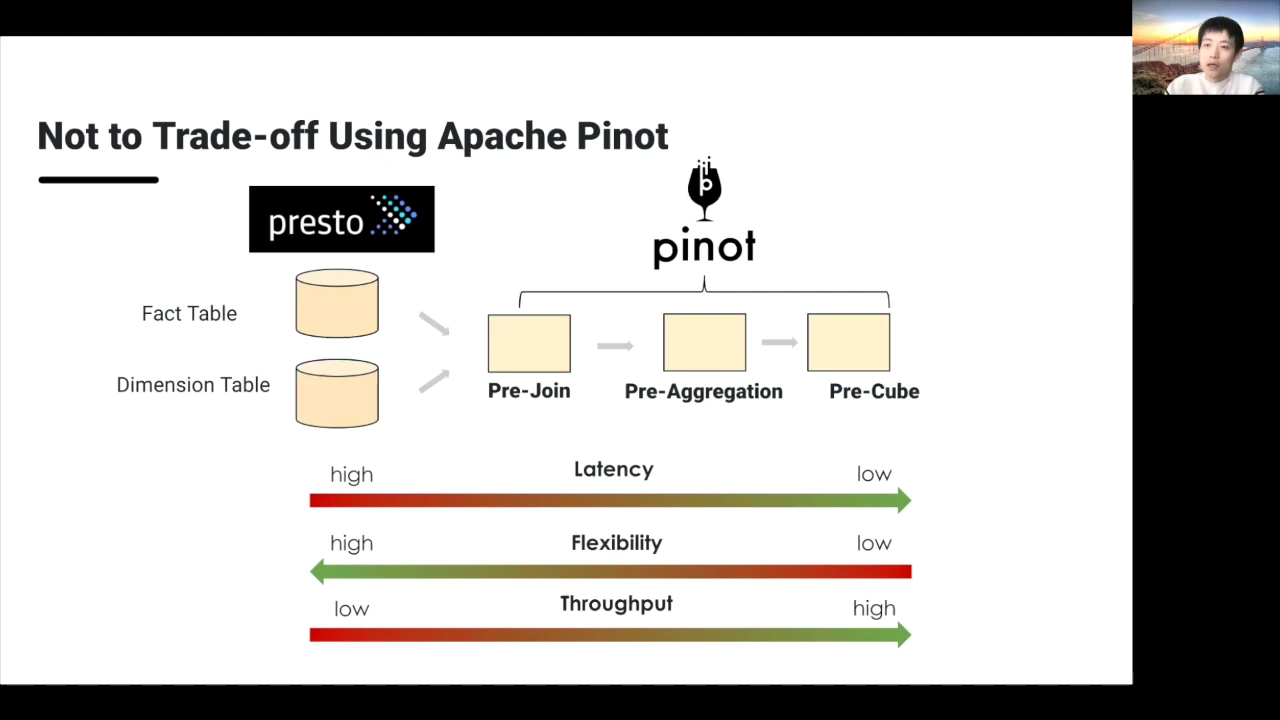 Not to Trade-off Using Apache Pinot
presto
p
pinot
Fact Table
Dimension Table
Pre-Join
Pre-Aggregation
Pre-Cube
high
Latency
low
high
Flexibility
low
low
Throughput
high